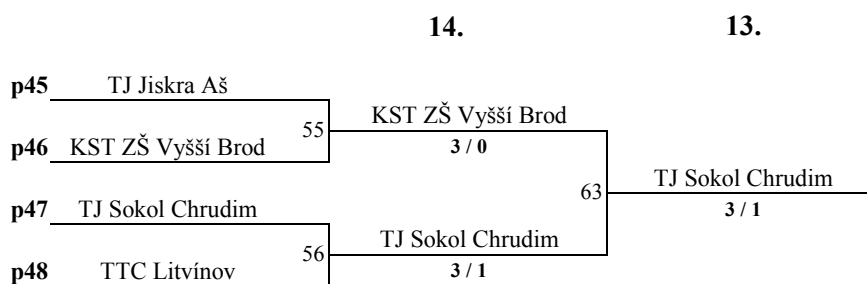 14. 13.
p45 TJ Jiskra Aš
55 KST ZŠ Vyšší Brod
p46 KST ZŠ Vyšší Brod 3 / 0
63 TJ Sokol Chrudim
p47 TJ Sokol Chrudim 3 / 1
56 TJ Sokol Chrudim
p48 TTC Litvínov 3 / 1